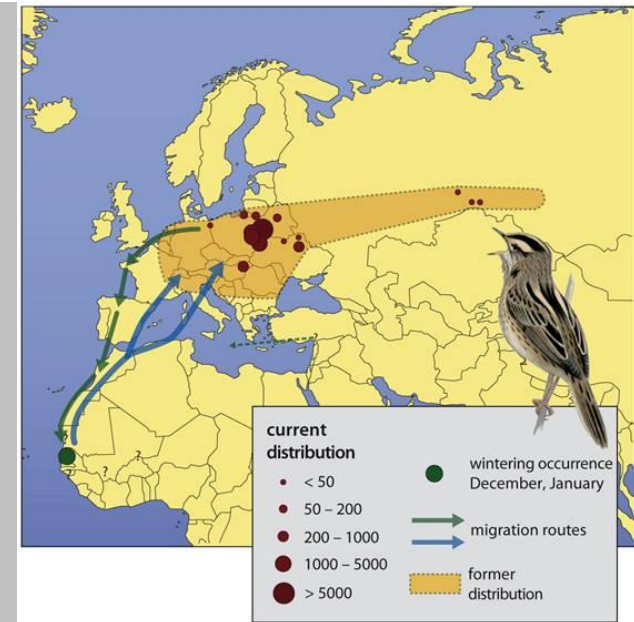 ?
?
?
?
?
current
distribution
< 50
50 – 200
200 – 1000
1000 – 5000
> 5000
wintering occurrence
December, January
migration routes
former
distribution